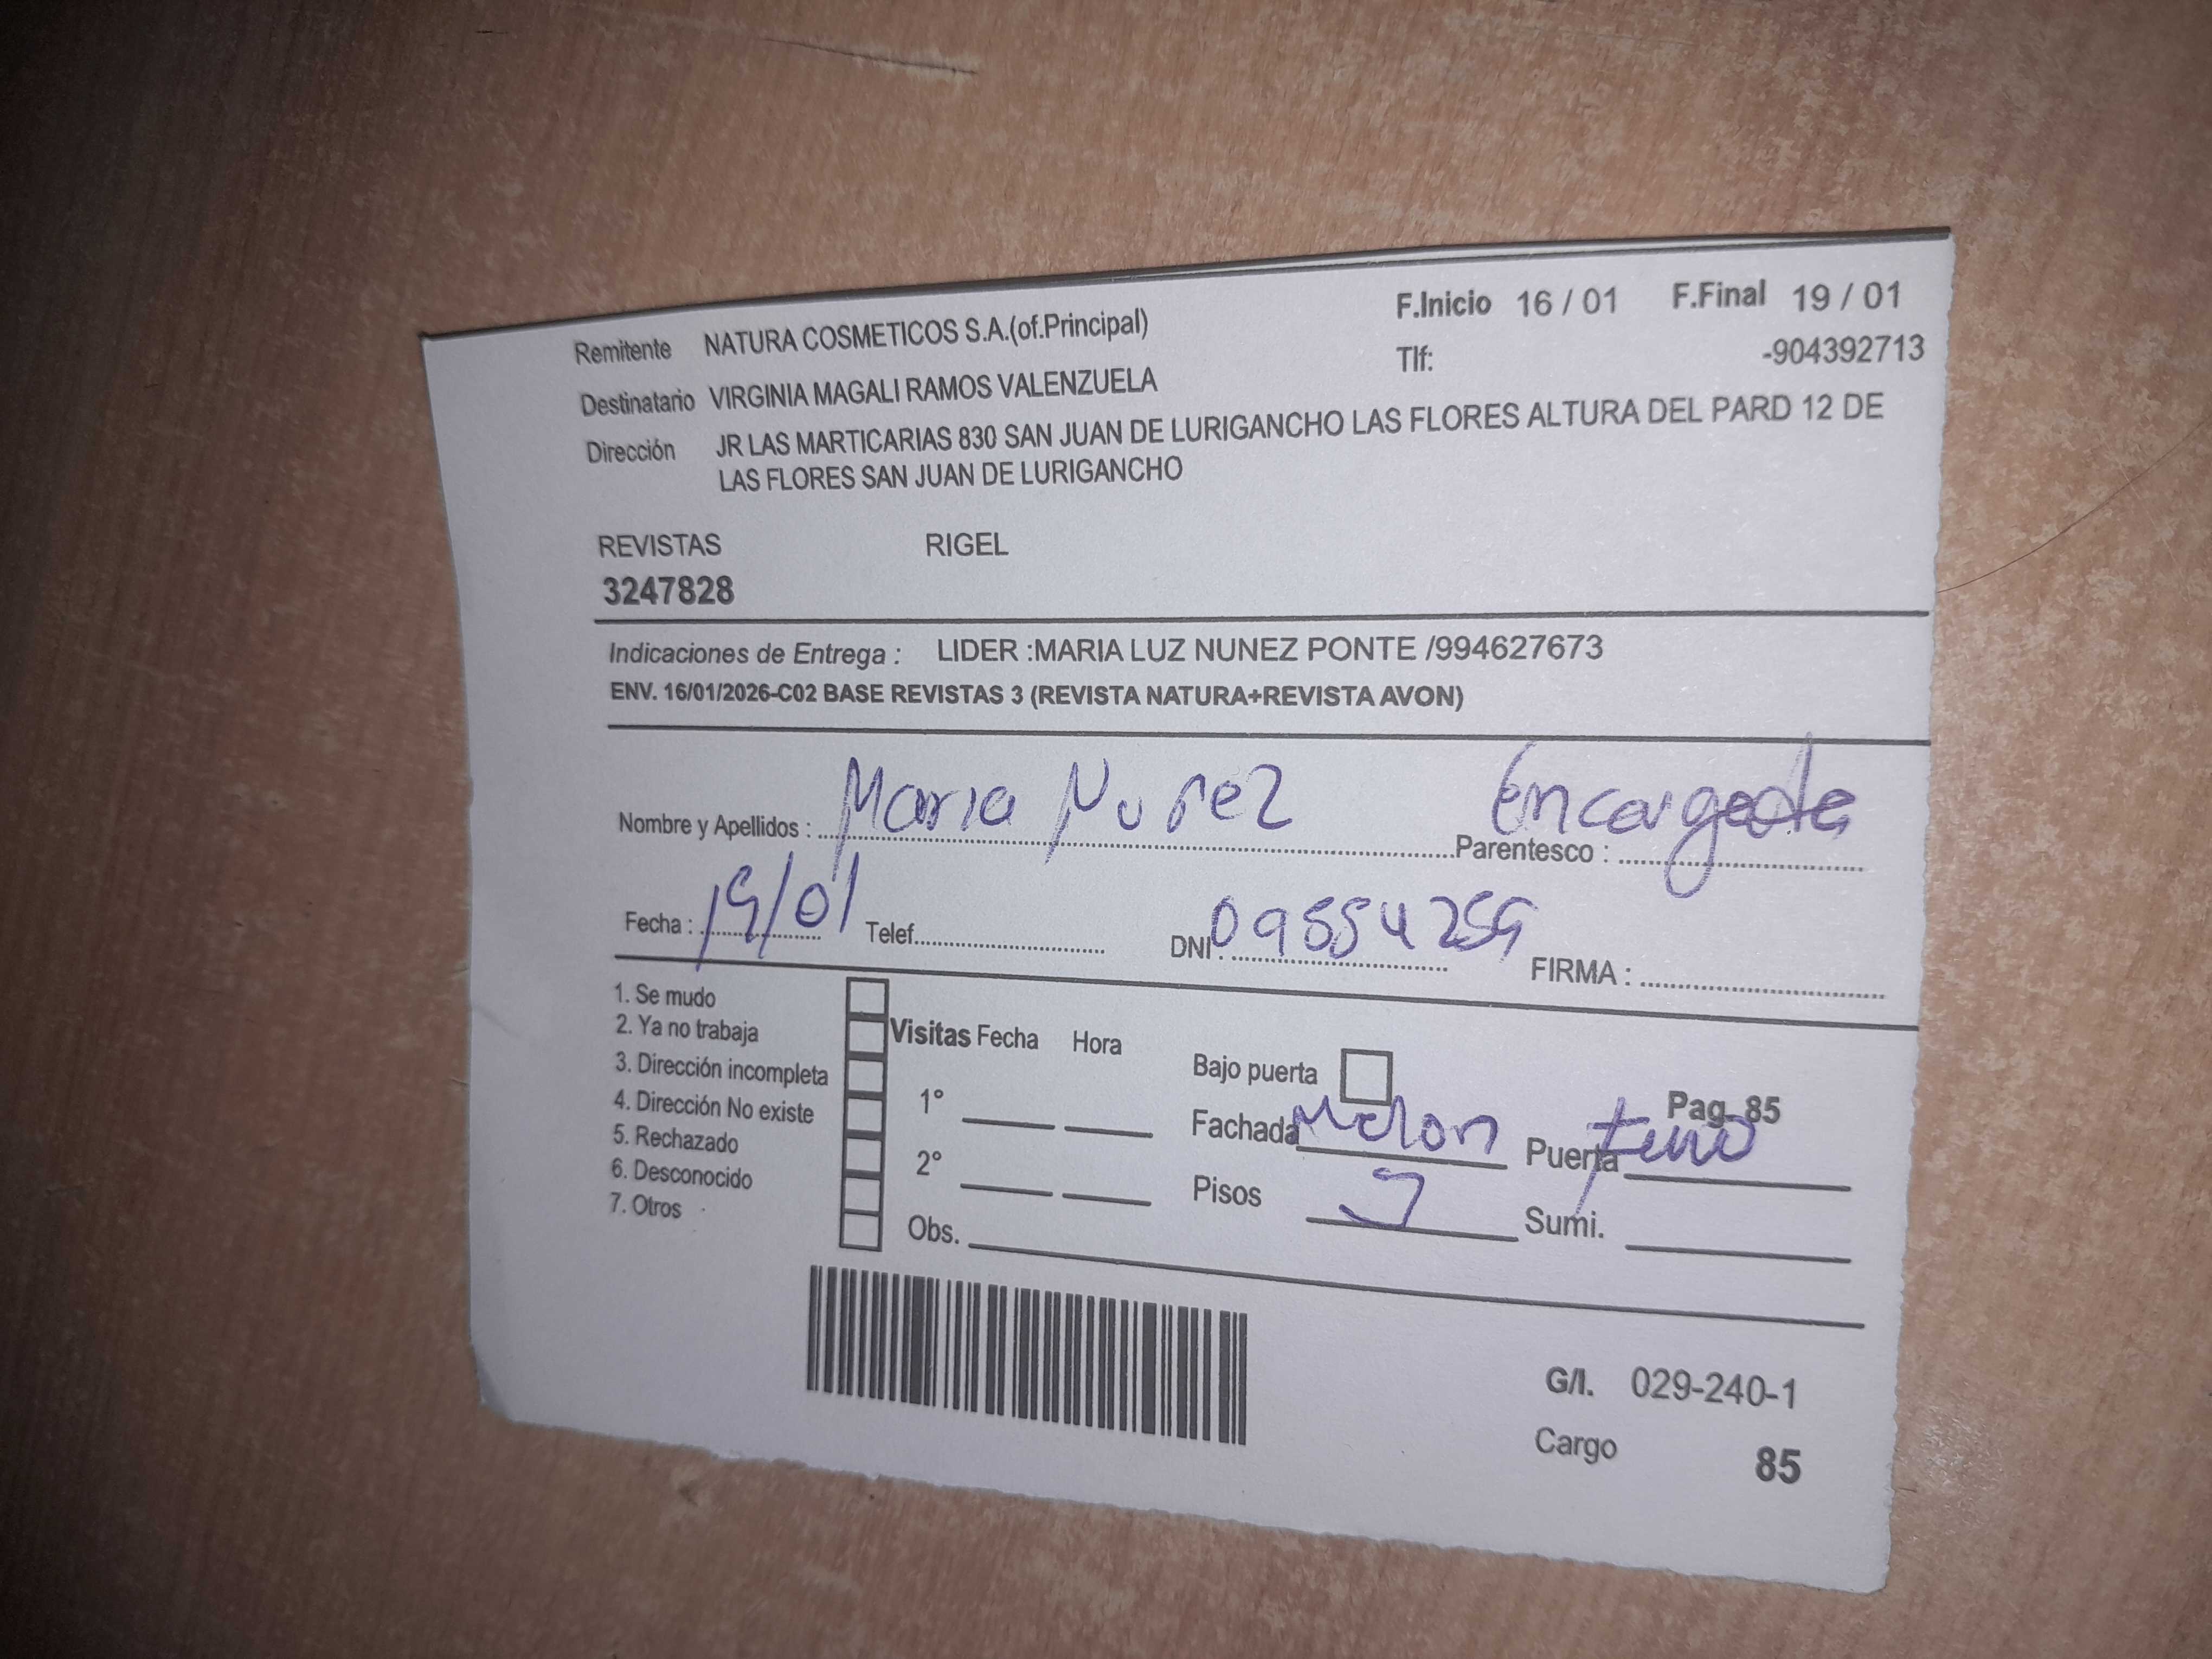 F.Inicio 16 / 01 F.Final 19 / 01
Remitente NATURA COSMETICOS S.A.(of.Principal)
Tlf: -904392713
Destinatario VIRGINIA MAGALI RAMOS VALENZUELA
Dirección JR LAS MARTICARIAS 830 SAN JUAN DE LURIGANCHO LAS FLORES ALTURA DEL PARD 12 DE
LAS FLORES SAN JUAN DE LURIGANCHO
REVISTAS RIGEL
3247828
Indicaciones de Entrega : LIDER :MARIA LUZ NUNEZ PONTE /994627673
ENV. 16/01/2026-C02 BASE REVISTAS 3 (REVISTA NATURA+REVISTA AVON)
Nombre y Apellidos : Maria Nuñez Parentesco : Encargada
Fecha : 19/01 Telef. DNI. FIRMA :
1. Se mudo
2. Ya no trabaja
3. Dirección incompleta
4. Dirección No existe
5. Rechazado
6. Desconocido
7. Otros
Visitas Fecha Hora
1°
2°
Obs.
Bajo puerta
Pag. 85
Fachada Melon Puerta
Pisos Sumi.
G/I. 029-240-1
Cargo 85